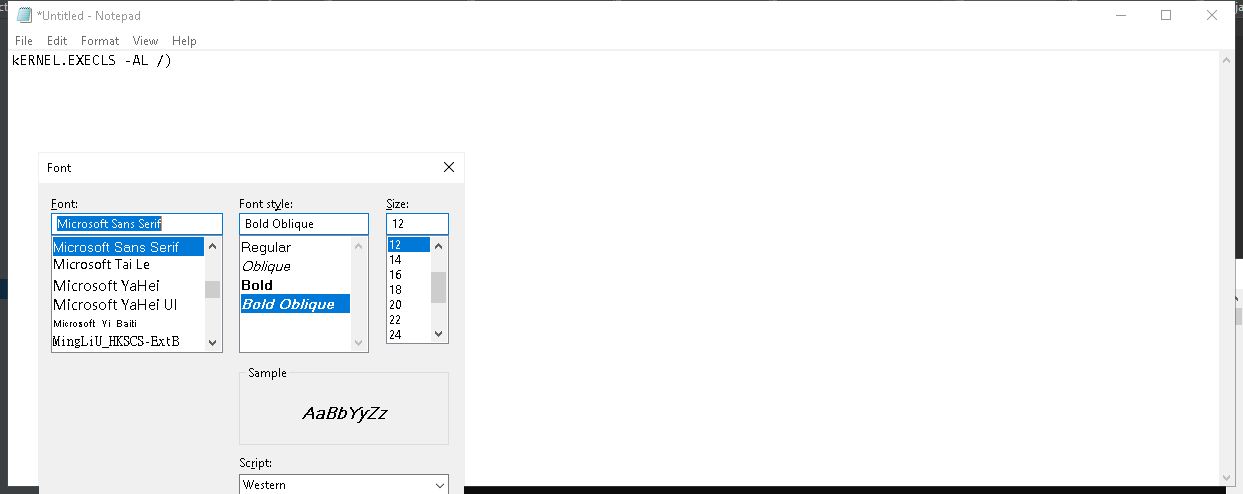 *Untitled - Notepad
File Edit Format View Help
kERNEL.EXECLS -AL /)
Font
Font: Font style: Size:
Microsoft Sans Serif Bold Oblique 12
Microsoft Sans Serif Regular 12
Microsoft Tai Le Oblique 14
Microsoft YaHei Bold 16
Microsoft YaHei UI Bold Oblique 18
Microsoft Yi Baiti 20
MingLiU_HKSCS-ExtB 22
24
Sample
AaBbYyZz
Script:
Western